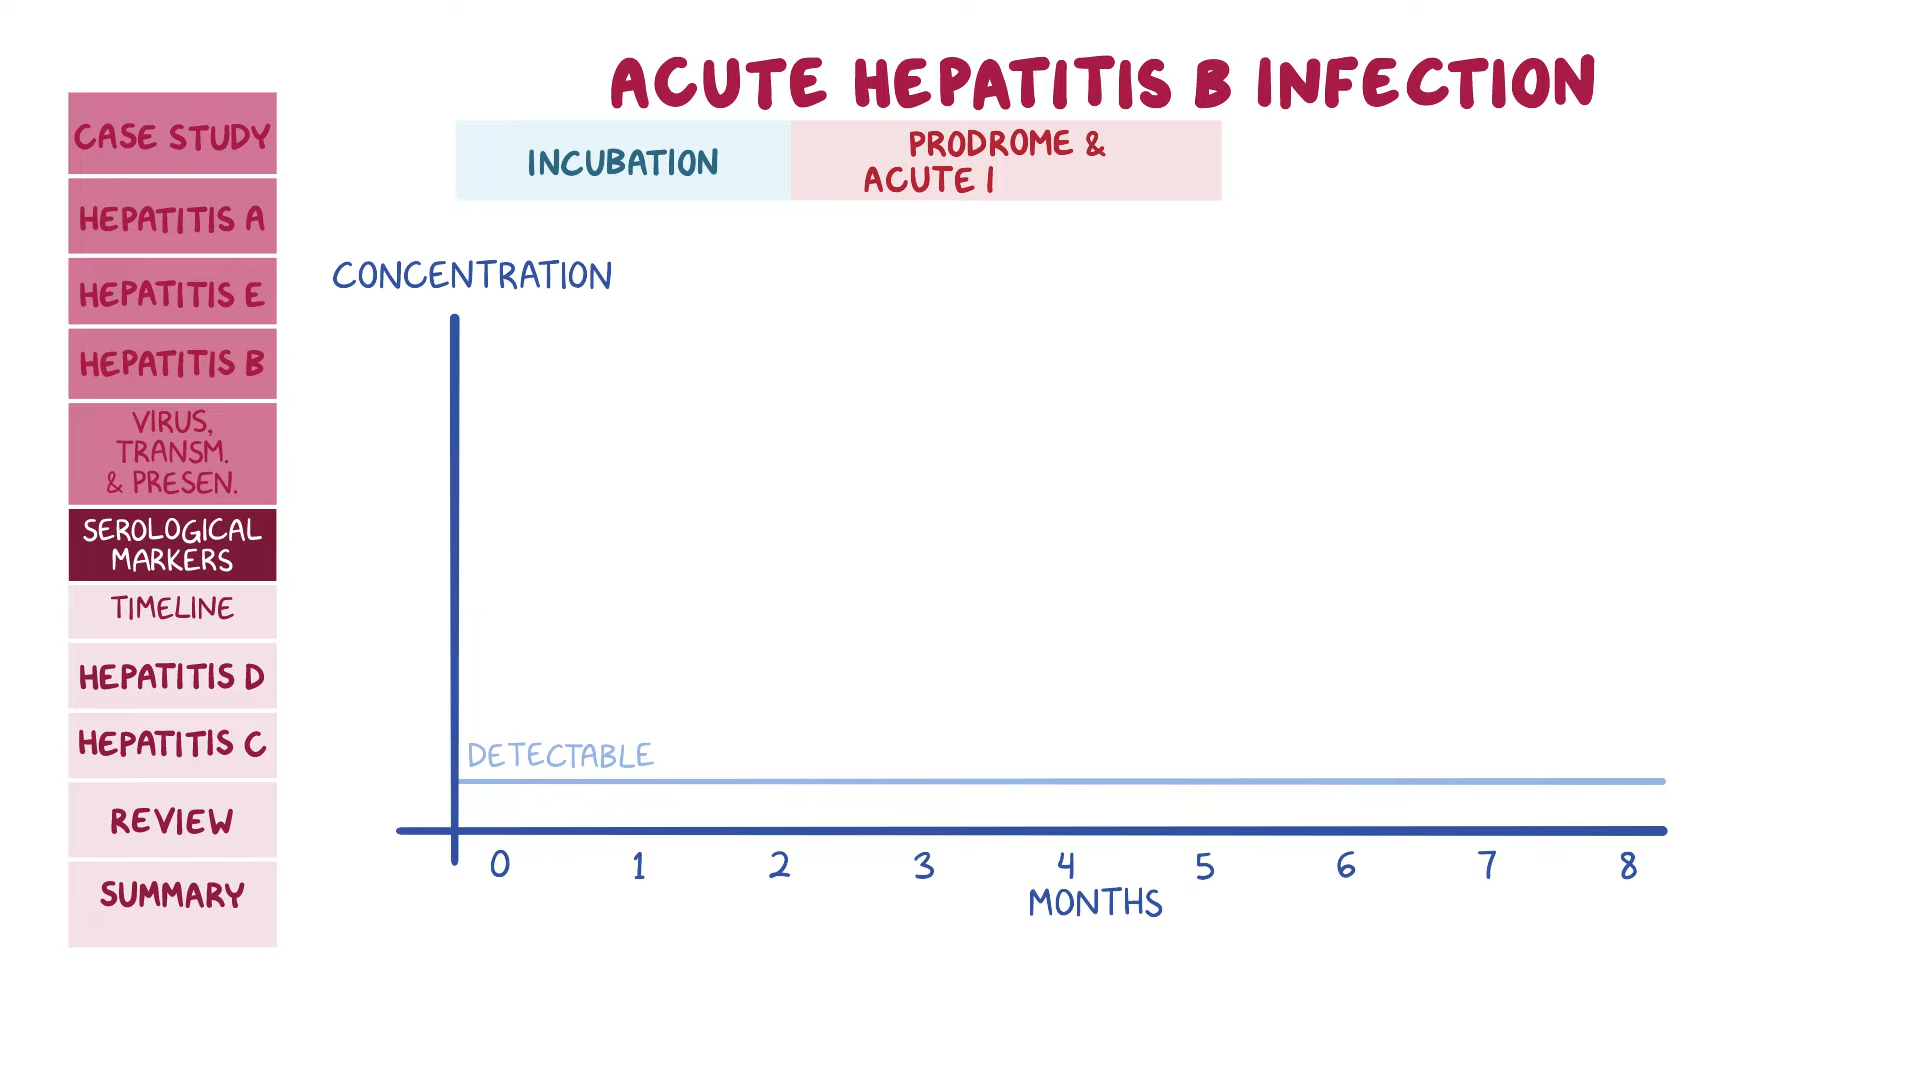 ACUTE HEPATITIS B INFECTION
CASE STUDY
HEPATITIS A
HEPATITIS E
HEPATITIS B
VIRUS,
TRANSM.
& PRESEN.
SEROLOGICAL
MARKERS
TIMELINE
HEPATITIS D
HEPATITIS C
REVIEW
SUMMARY
INCUBATION
PRODROME &
ACUTE I
CONCENTRATION
DETECTABLE
0 1 2 3 4 5 6 7 8
MONTHS